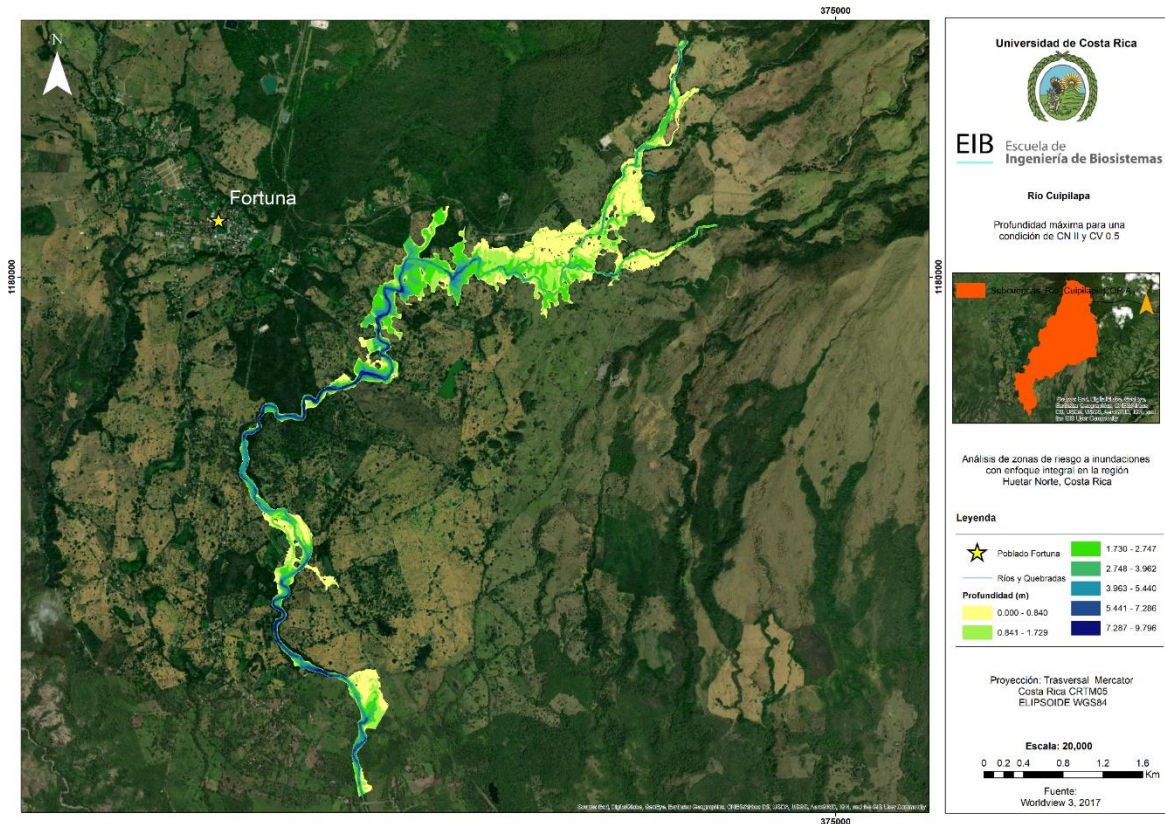 375000
N
Fortuna
1180000
1180000
375000
Universidad de Costa Rica
EIB
Escuela de
Ingeniería de Biosistemas
Río Cuipilapa
Profundidad máxima para una
condición de CN II y CV 0.5
Análisis de zonas de riesgo a inundaciones
con enfoque integral en la región
Huetar Norte, Costa Rica
Leyenda
Poblado Fortuna
Ríos y Quebradas
Profundidad (m)
0.000 - 0.840
0.841 - 1.729
1.730 - 2.747
2.748 - 3.962
3.963 - 5.440
5.441 - 7.286
7.287 - 9.796
Proyección: Trasversal Mercator
Costa Rica CRTM05
ELIPSOIDE WGS84
Escala: 20,000
0 0.2 0.4 0.8 1.2 1.6
Km
Fuente:
Worldview 3, 2017